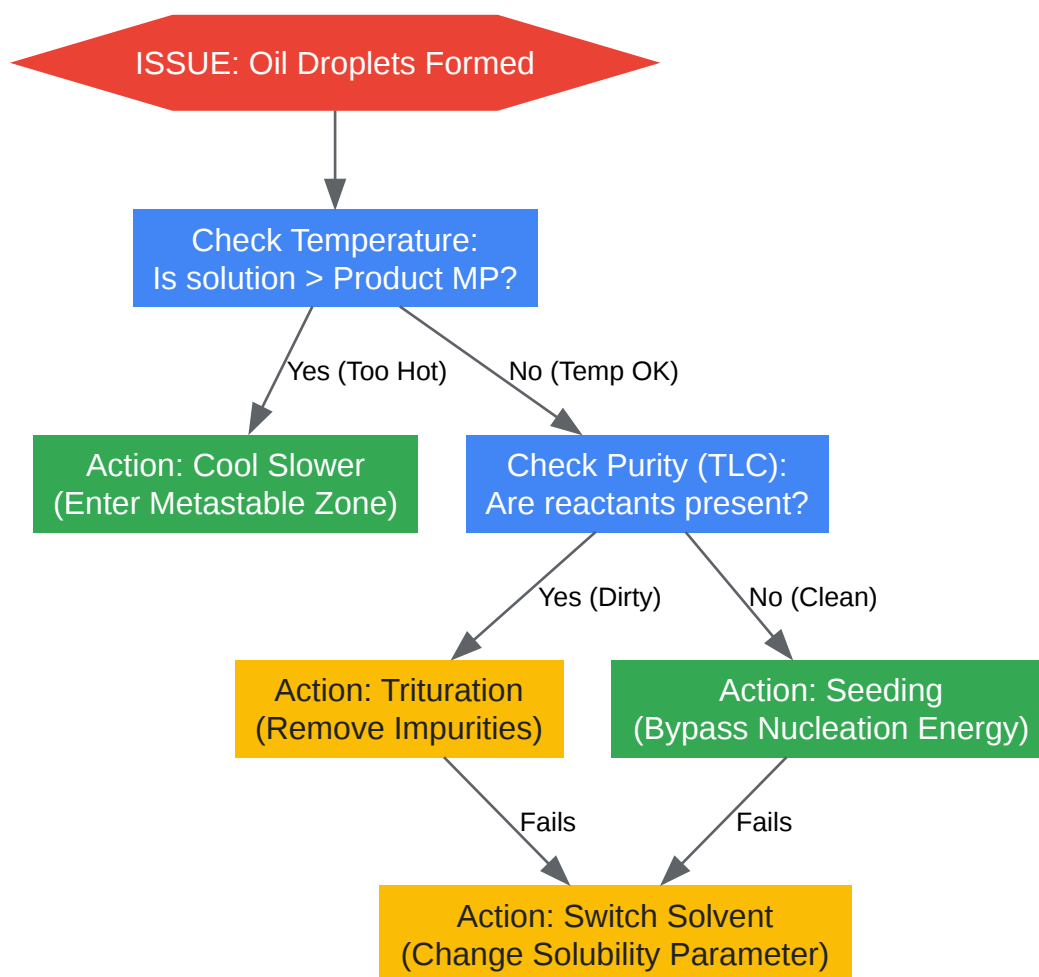 ISSUE: Oil Droplets Formed
Check Temperature:
Is solution > Product MP?
Yes (Too Hot)
No (Temp OK)
Action: Cool Slower
(Enter Metastable Zone)
Check Purity (TLC):
Are reactants present?
Yes (Dirty)
No (Clean)
Action: Trituration
(Remove Impurities)
Action: Seeding
(Bypass Nucleation Energy)
Fails
Fails
Action: Switch Solvent
(Change Solubility Parameter)